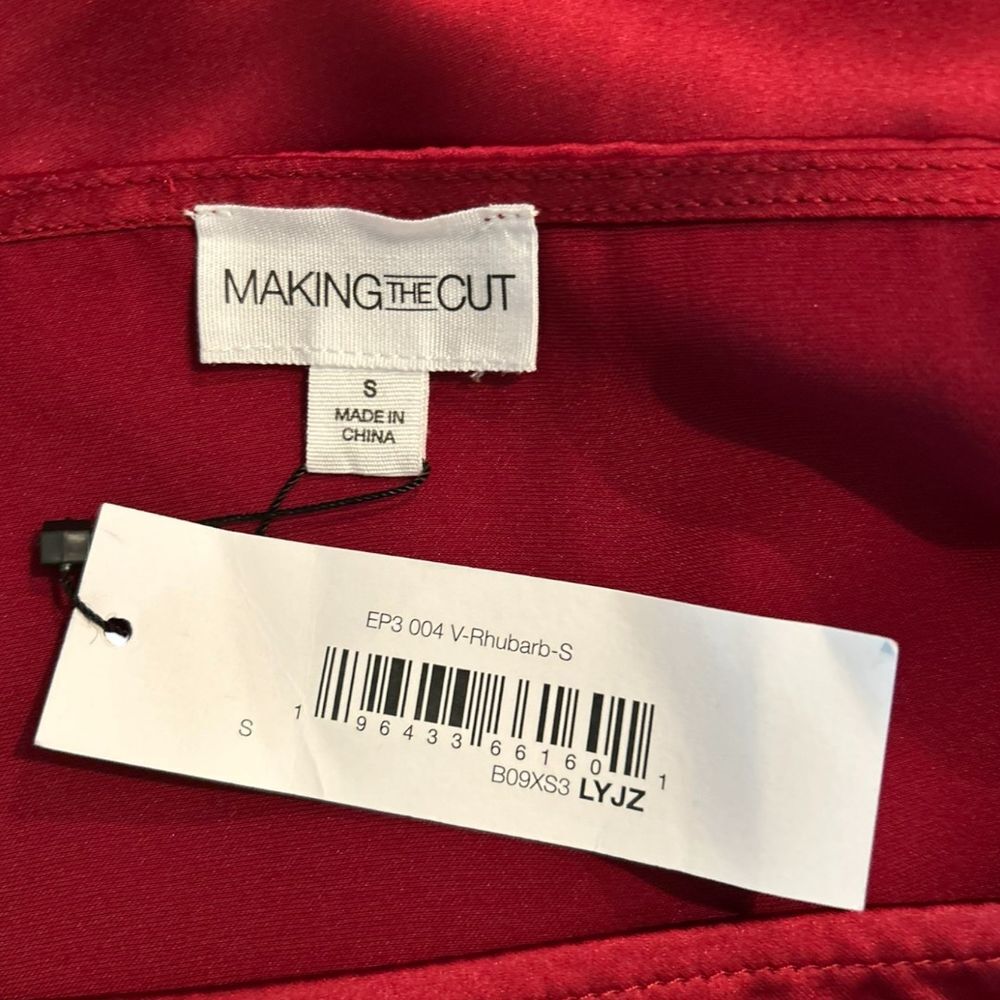 MAKING THE CUT
S
MADE IN
CHINA
EP3 004 V-Rhubarb-S
S
1 96433 66160 1
B09XS3 LYJZ